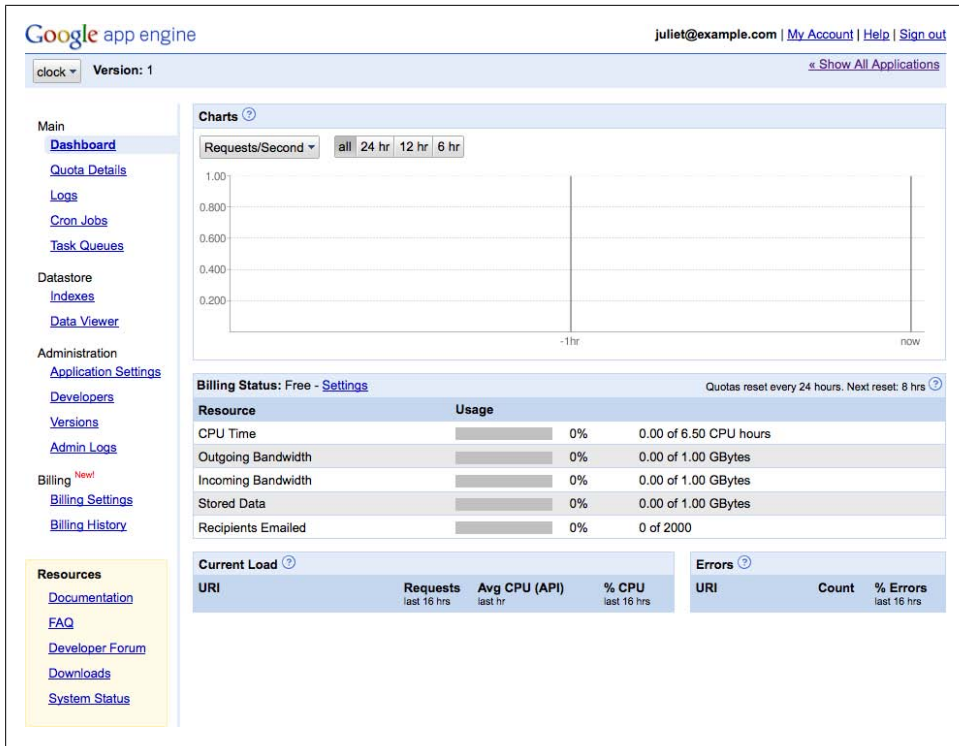 Google app engine
juliet@example.com | My Account | Help | Sign out
clock
Version: 1
« Show All Applications
Main
Dashboard
Quota Details
Logs
Cron Jobs
Task Queues
Datastore
Indexes
Data Viewer
Administration
Application Settings
Developers
Versions
Admin Logs
Billing New!
Billing Settings
Billing History
Resources
Documentation
FAQ
Developer Forum
Downloads
System Status
Charts ?
Requests/Second
all 24 hr 12 hr 6 hr
1.00
0.800
0.600
0.400
0.200
-1hr now
Billing Status: Free - Settings
Quotas reset every 24 hours. Next reset: 8 hrs ?
Resource Usage
CPU Time 0% 0.00 of 6.50 CPU hours
Outgoing Bandwidth 0% 0.00 of 1.00 GBytes
Incoming Bandwidth 0% 0.00 of 1.00 GBytes
Stored Data 0% 0.00 of 1.00 GBytes
Recipients Emailed 0% 0 of 2000
Current Load ?
URI Requests Avg CPU (API) % CPU
last 16 hrs last hr last 16 hrs
Errors ?
URI Count % Errors
last 16 hrs